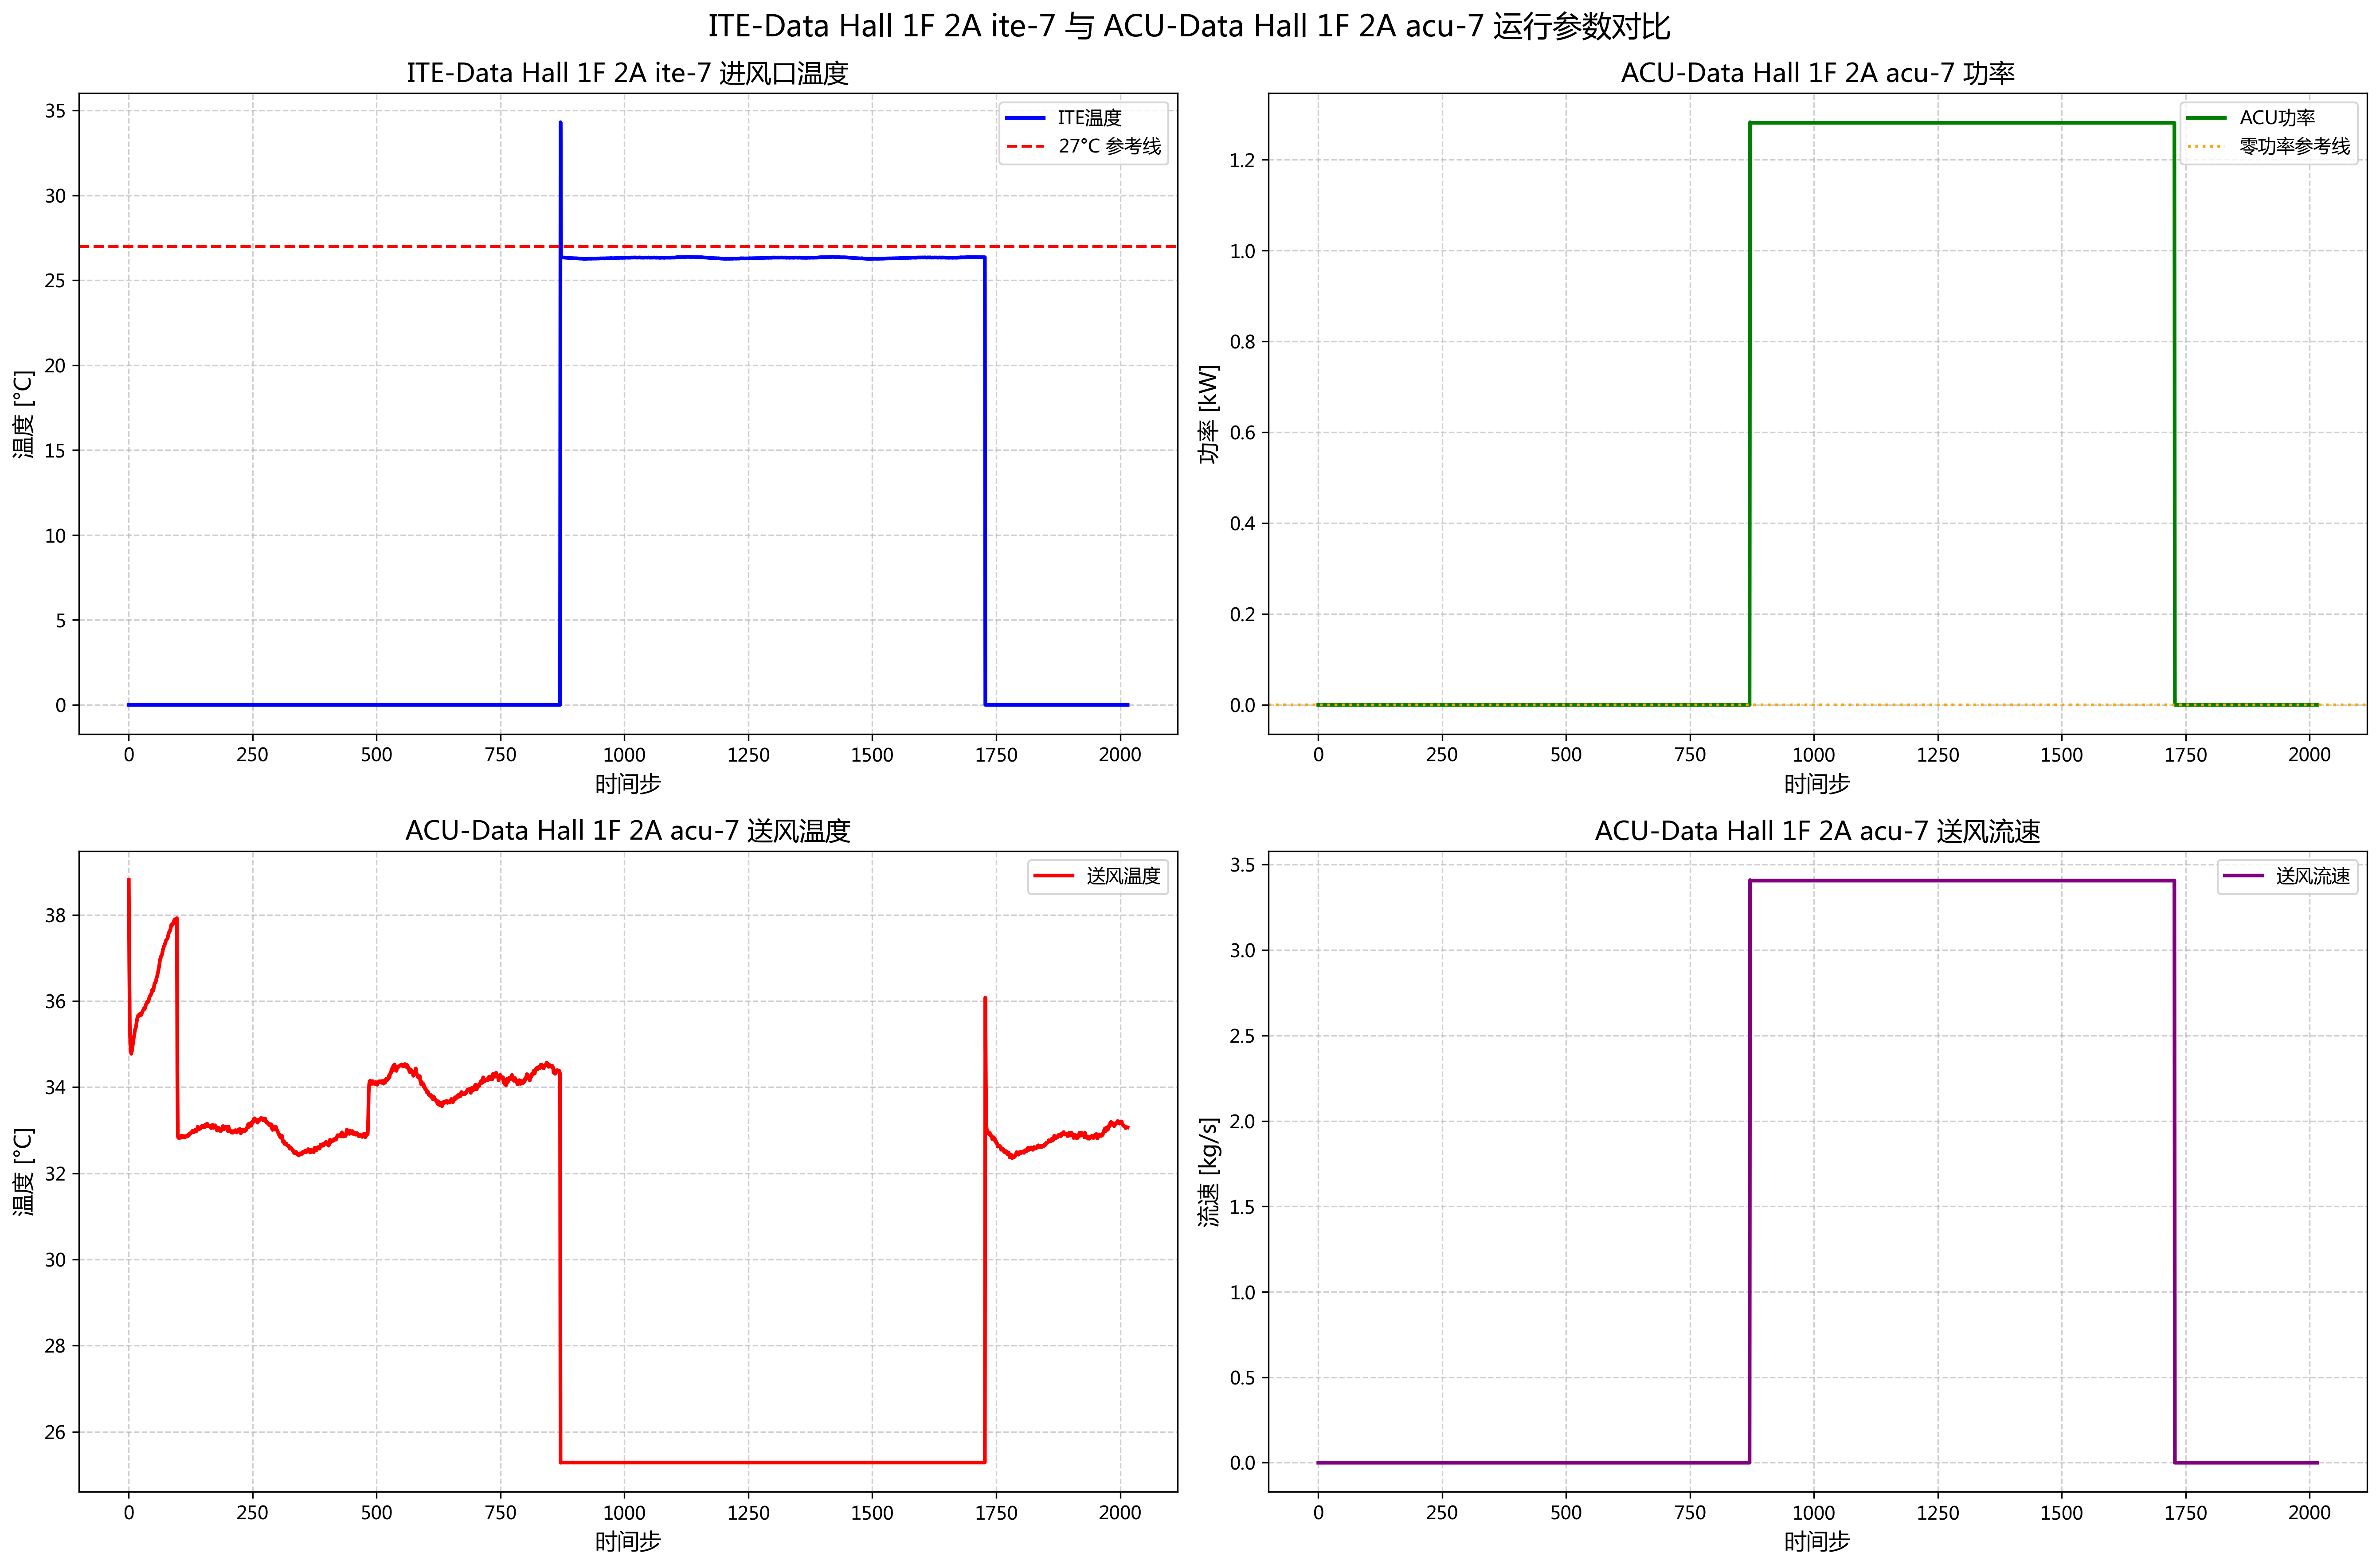 ITE-Data Hall 1F 2A ite-7 与 ACU-Data Hall 1F 2A acu-7 运行参数对比
ITE-Data Hall 1F 2A ite-7 进风口温度
温度 [°C]
35
30
25
20
15
10
5
0
ITE温度
27°C 参考线
0 250 500 750 1000 1250 1500 1750 2000
时间步
ACU-Data Hall 1F 2A acu-7 功率
功率 [kW]
1.2
1.0
0.8
0.6
0.4
0.2
0.0
ACU功率
零功率参考线
0 250 500 750 1000 1250 1500 1750 2000
时间步
ACU-Data Hall 1F 2A acu-7 送风温度
温度 [°C]
38
36
34
32
30
28
26
送风温度
0 250 500 750 1000 1250 1500 1750 2000
时间步
ACU-Data Hall 1F 2A acu-7 送风流速
流速 [kg/s]
3.5
3.0
2.5
2.0
1.5
1.0
0.5
0.0
送风流速
0 250 500 750 1000 1250 1500 1750 2000
时间步